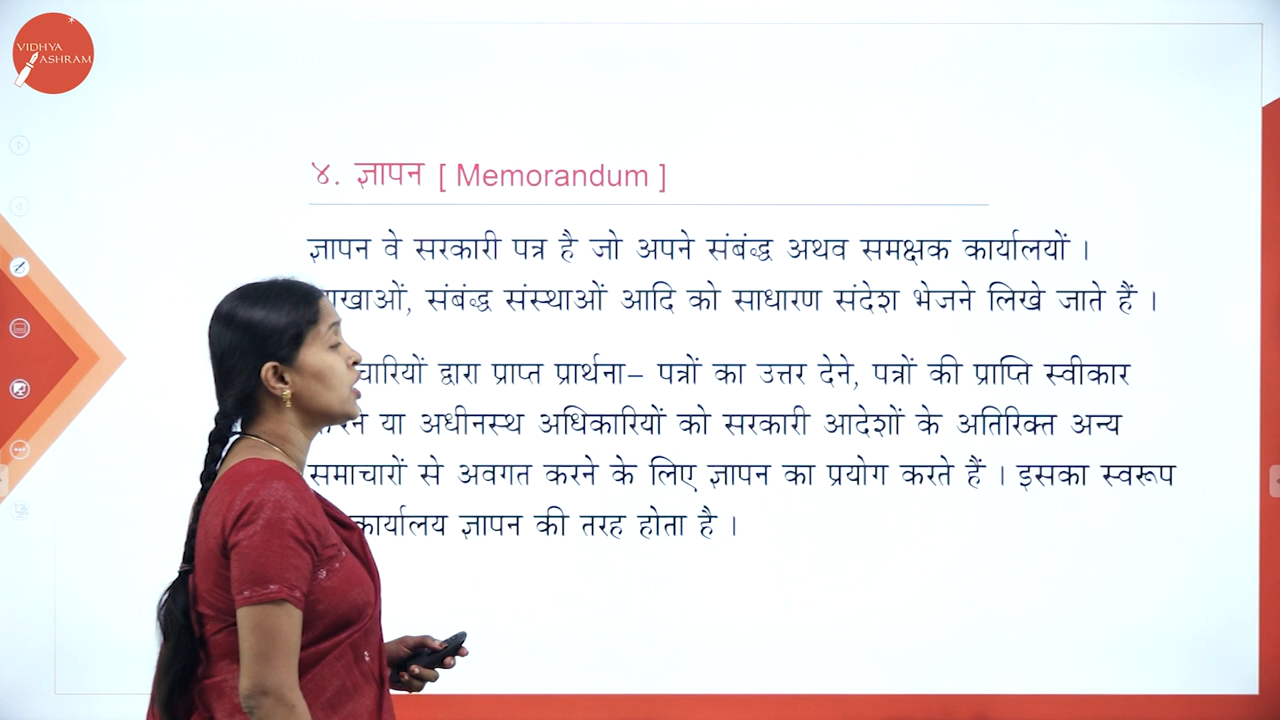 VIDHYA
ASHRAM
४. ज्ञापन [ Memorandum ]
ज्ञापन वे सरकारी पत्र है जो अपने संबंद्ध अथव समक्षक कार्यालयों ।
संबंद्ध संस्थाओं आदि को साधारण संदेश भेजने लिखे जाते हैं ।
द्वारा प्राप्त प्रार्थना– पत्रों का उत्तर देने, पत्रों की प्राप्ति स्वीकार
या अधीनस्थ अधिकारियों को सरकारी आदेशों के अतिरिक्त अन्य
समाचारों से अवगत करने के लिए ज्ञापन का प्रयोग करते हैं । इसका स्वरूप
कार्यालय ज्ञापन की तरह होता है ।